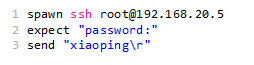 1 spawn ssh root@192.168.20.5
2 expect "password:"
3 send "xiaoping\r"